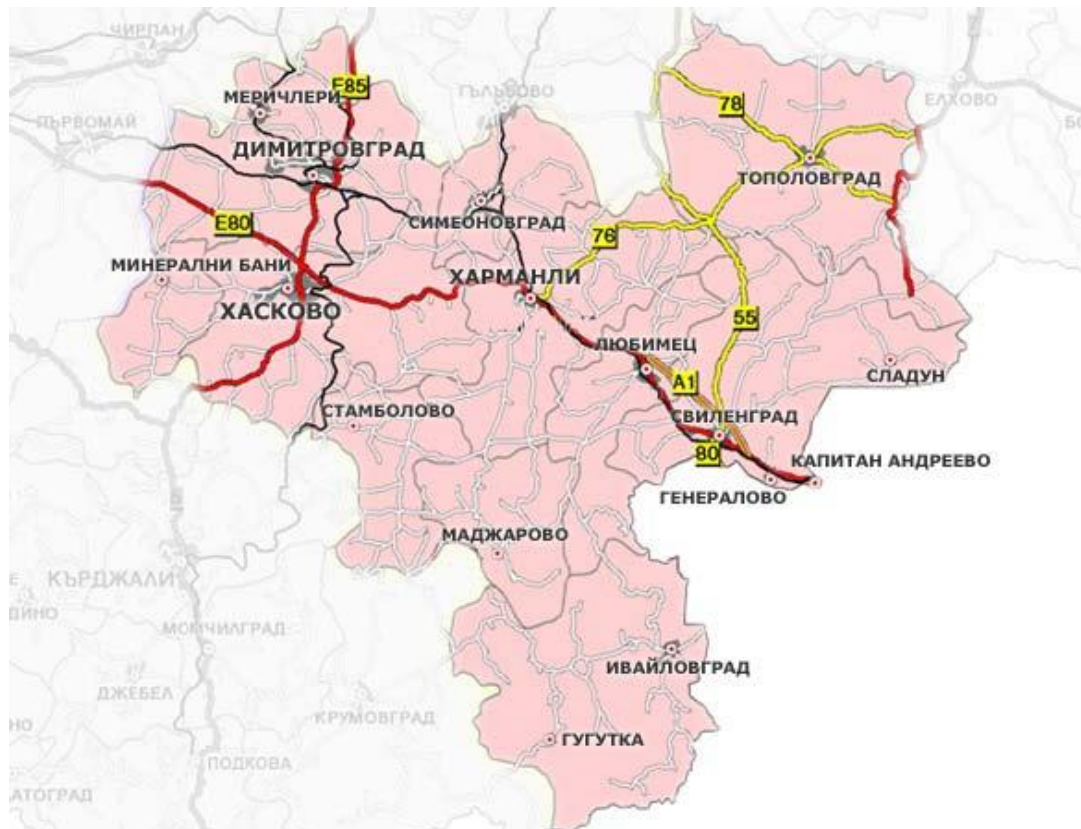 ЧИРПАН
E85
МЕРИЧЛЕРИ
ГЪЛЪБОВО
78
ЕЛХОВО
ПЪРВОМАЙ
ДИМИТРОВГРАД
ТОПОЛОВГРАД
E80
СИМЕОНОВГРАД
76
МИНЕРАЛНИ БАНИ
ХАРМАНЛИ
ХАСКОВО
55
ЛЮБИМЕЦ
A1
СЛАДУН
СТАМБОЛОВО
СВИЛЕНГРАД
80
КАПИТАН АНДРЕЕВО
ГЕНЕРАЛОВО
МАДЖАРОВО
КЪРДЖАЛИ
МОМЧИЛГРАД
ИВАЙЛОВГРАД
ДЖЕБЕЛ
КРУМОВГРАД
ГУГУТКА
ПОДКОВА